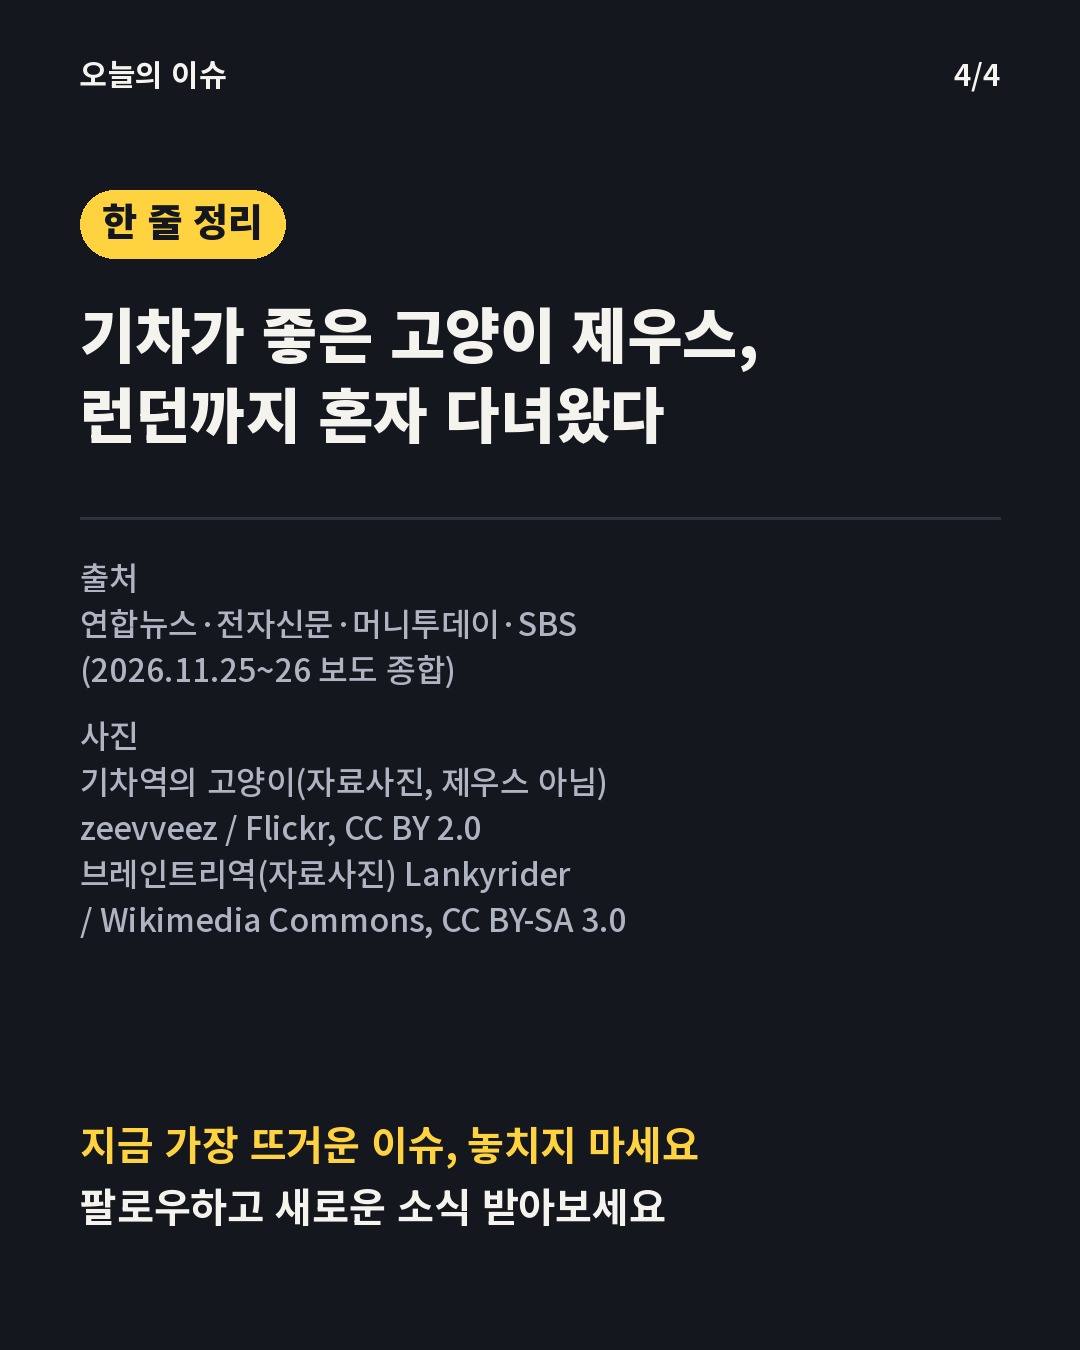 오늘의 이슈
4/4
한 줄 정리
기차가 좋은 고양이 제우스,
런던까지 혼자 다녀왔다
출처
연합뉴스·전자신문·머니투데이·SBS
(2026.11.25~26 보도 종합)
사진
기차역의 고양이(자료사진, 제우스 아님)
zeevveez / Flickr, CC BY 2.0
브레인트리역(자료사진) Lankyrider
/ Wikimedia Commons, CC BY-SA 3.0
지금 가장 뜨거운 이슈, 놓치지 마세요
팔로우하고 새로운 소식 받아보세요